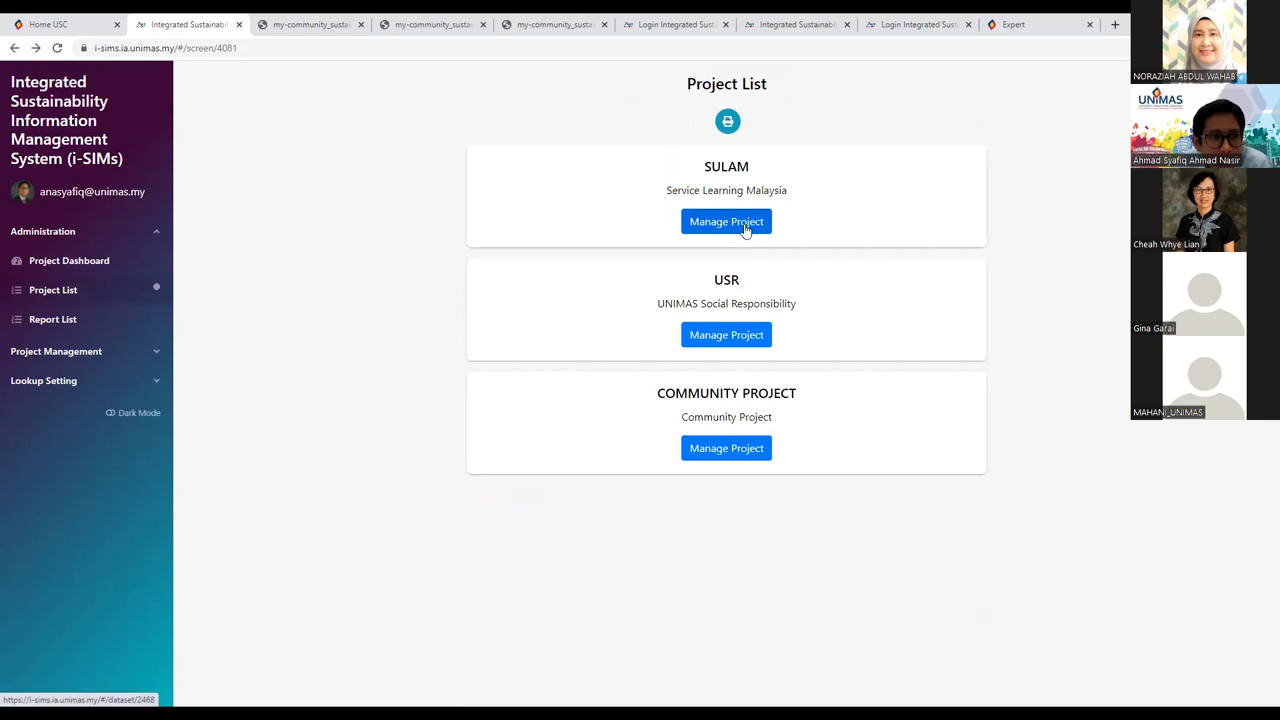 Home USC
Integrated Sustainabi
my-community_susta
my-community_susta
my-community_susta
Login Integrated Sust
Integrated Sustainab
Login Integrated Sust
Expert
i-sims.ia.unimas.my/#/screen/4081
Integrated
Sustainability
Information
Management
System (i-SIMs)
anasyafiq@unimas.my
Administration
Project Dashboard
Project List
Report List
Project Management
Lookup Setting
Dark Mode
Project List
SULAM
Service Learning Malaysia
Manage Project
USR
UNIMAS Social Responsibility
Manage Project
COMMUNITY PROJECT
Community Project
Manage Project
https://i-sims.ia.unimas.my/#/dataset/2468
NORAZIAH ABDUL WAHAB
UNIMAS
Ahmad Syafiq Ahmad Nasir
Cheah Whye Lian
Gina Garai
MAHANI_UNIMAS